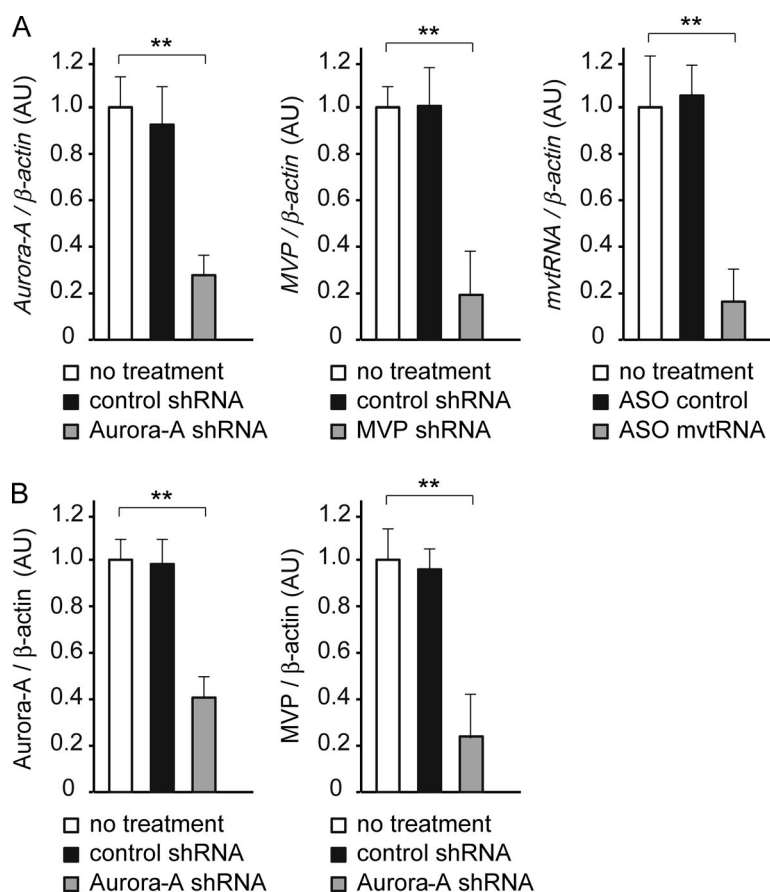 A
Aurora-A / β-actin (AU)
1.2
1.0
0.8
0.6
0.4
0.2
0
**
no treatment
control shRNA
Aurora-A shRNA
MVP / β-actin (AU)
1.2
1.0
0.8
0.6
0.4
0.2
0
**
no treatment
control shRNA
MVP shRNA
mvtRNA / β-actin (AU)
1.2
1.0
0.8
0.6
0.4
0.2
0
**
no treatment
ASO control
ASO mvtRNA
B
Aurora-A / β-actin (AU)
1.2
1.0
0.8
0.6
0.4
0.2
0
**
no treatment
control shRNA
Aurora-A shRNA
MVP / β-actin (AU)
1.2
1.0
0.8
0.6
0.4
0.2
0
**
no treatment
control shRNA
Aurora-A shRNA